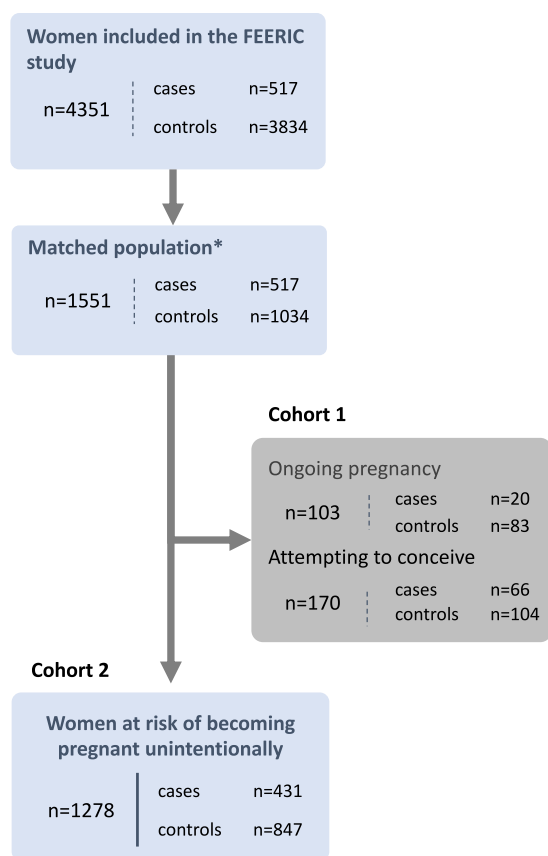 Women included in the FEERIC
study
n=4351
cases n=517
controls n=3834
Matched population*
n=1551
cases n=517
controls n=1034
Cohort 1
Ongoing pregnancy
n=103
cases n=20
controls n=83
Attempting to conceive
n=170
cases n=66
controls n=104
Cohort 2
Women at risk of becoming
pregnant unintentionally
n=1278
cases n=431
controls n=847